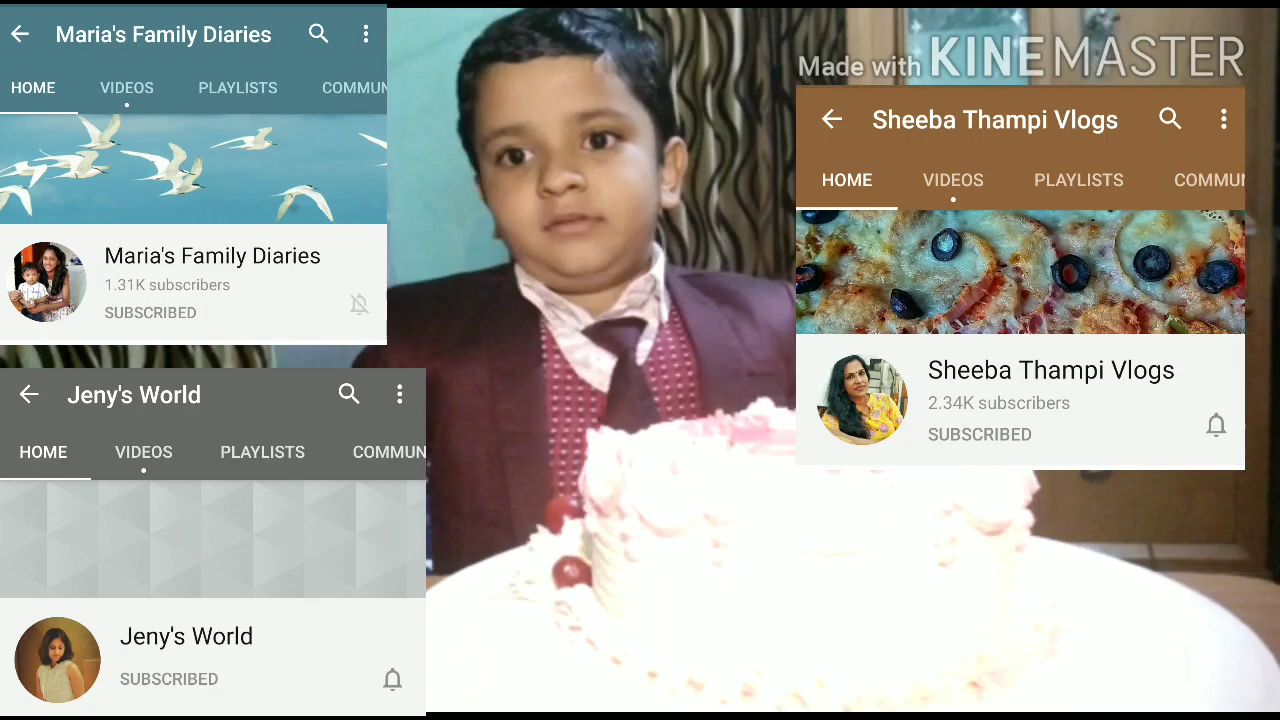 Maria's Family Diaries
HOME VIDEOS PLAYLISTS COMMUN
Maria's Family Diaries
1.31K subscribers
SUBSCRIBED
Made with KINEMASTER
Sheeba Thampi Vlogs
HOME VIDEOS PLAYLISTS COMMUN
Sheeba Thampi Vlogs
2.34K subscribers
SUBSCRIBED
Jeny's World
HOME VIDEOS PLAYLISTS COMMUN
Jeny's World
SUBSCRIBED